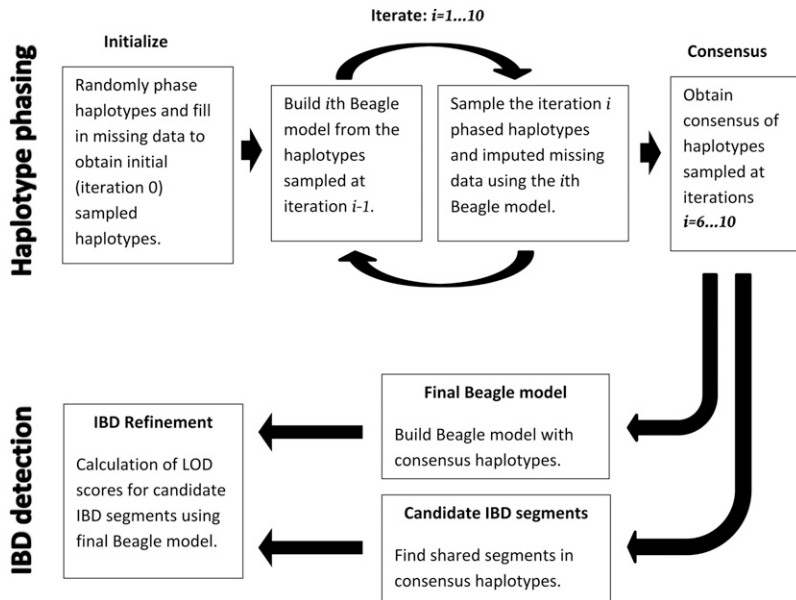 Haplotype phasing
Iterate: i=1...10
Initialize
Randomly phase
haplotypes and fill
in missing data to
obtain initial
(iteration 0)
sampled
haplotypes.
Build ith Beagle
model from the
haplotypes
sampled at
iteration i-1.
Sample the iteration i
phased haplotypes
and imputed missing
data using the ith
Beagle model.
Consensus
Obtain
consensus of
haplotypes
sampled at
iterations
i=6...10
IBD detection
IBD Refinement
Calculation of LOD
scores for candidate
IBD segments using
final Beagle model.
Final Beagle model
Build Beagle model with
consensus haplotypes.
Candidate IBD segments
Find shared segments in
consensus haplotypes.